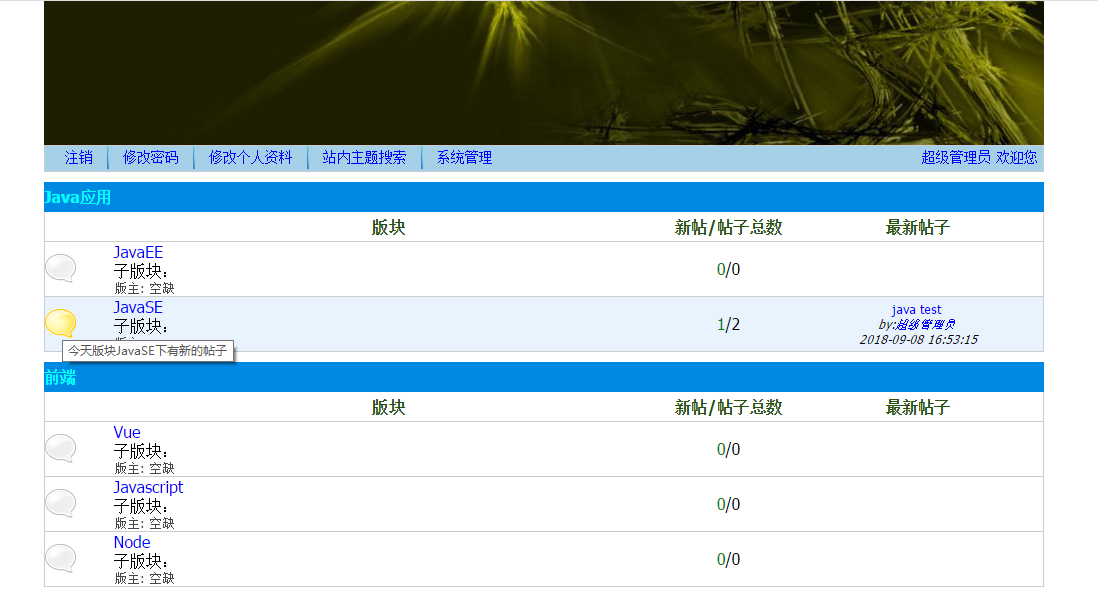 注销 修改密码 修改个人资料 站内主题搜索 系统管理 超级管理员 欢迎您
Java应用
版块 新帖/帖子总数 最新帖子
JavaEE
子版块：
版主: 空缺
0/0
JavaSE
子版块：
1/2
java test
by:超级管理员
2018-09-08 16:53:15
今天版块JavaSE下有新的帖子
前端
版块 新帖/帖子总数 最新帖子
Vue
子版块：
版主: 空缺
0/0
Javascript
子版块：
版主: 空缺
0/0
Node
子版块：
版主: 空缺
0/0